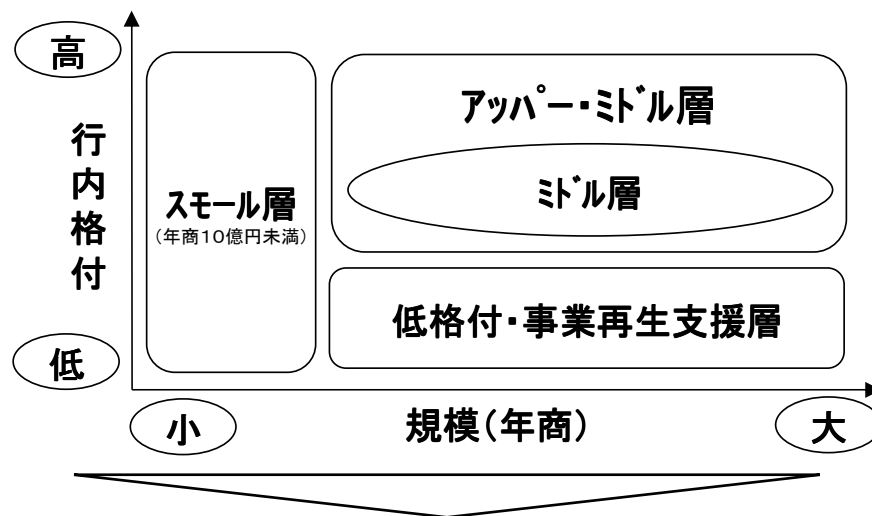 高
アッパー・ミドル層
行内格付
スモール層
(年商10億円未満)
ミドル層
低格付・事業再生支援層
低
小
規模(年商)
大